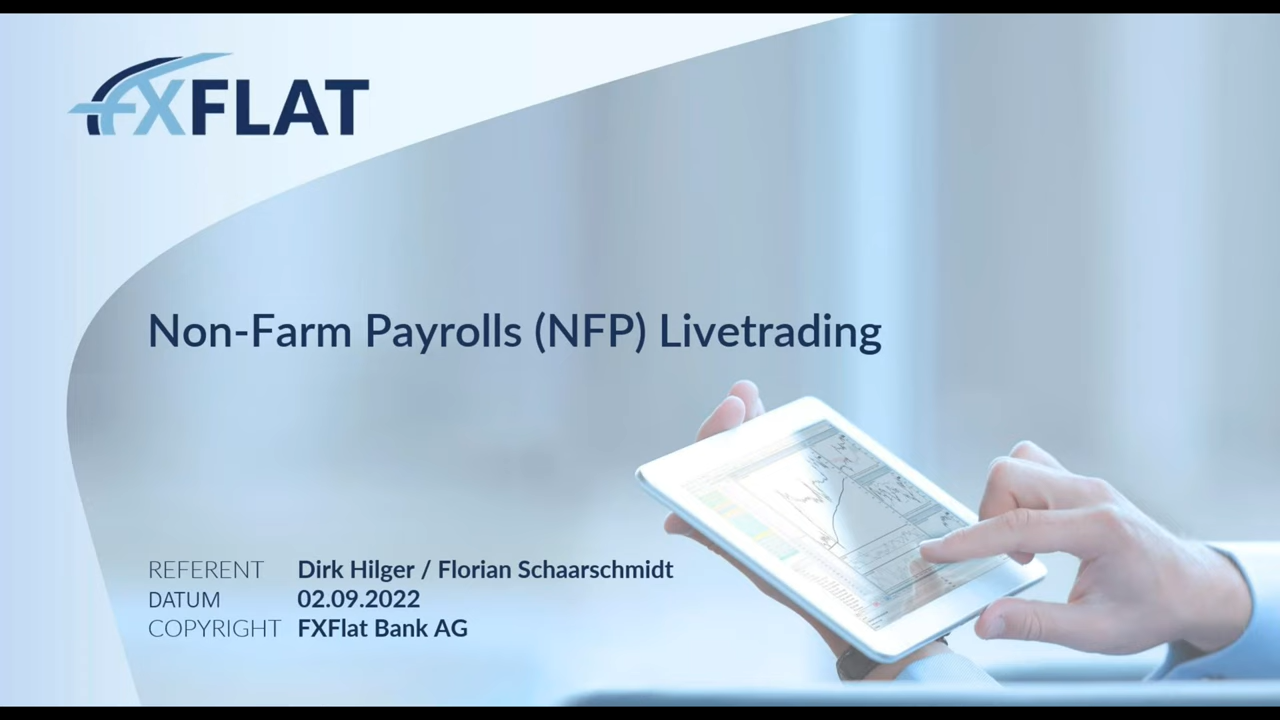 FXFLAT
Non-Farm Payrolls (NFP) Livetrading
REFERENT Dirk Hilger / Florian Schaarschmidt
DATUM 02.09.2022
COPYRIGHT FXFlat Bank AG